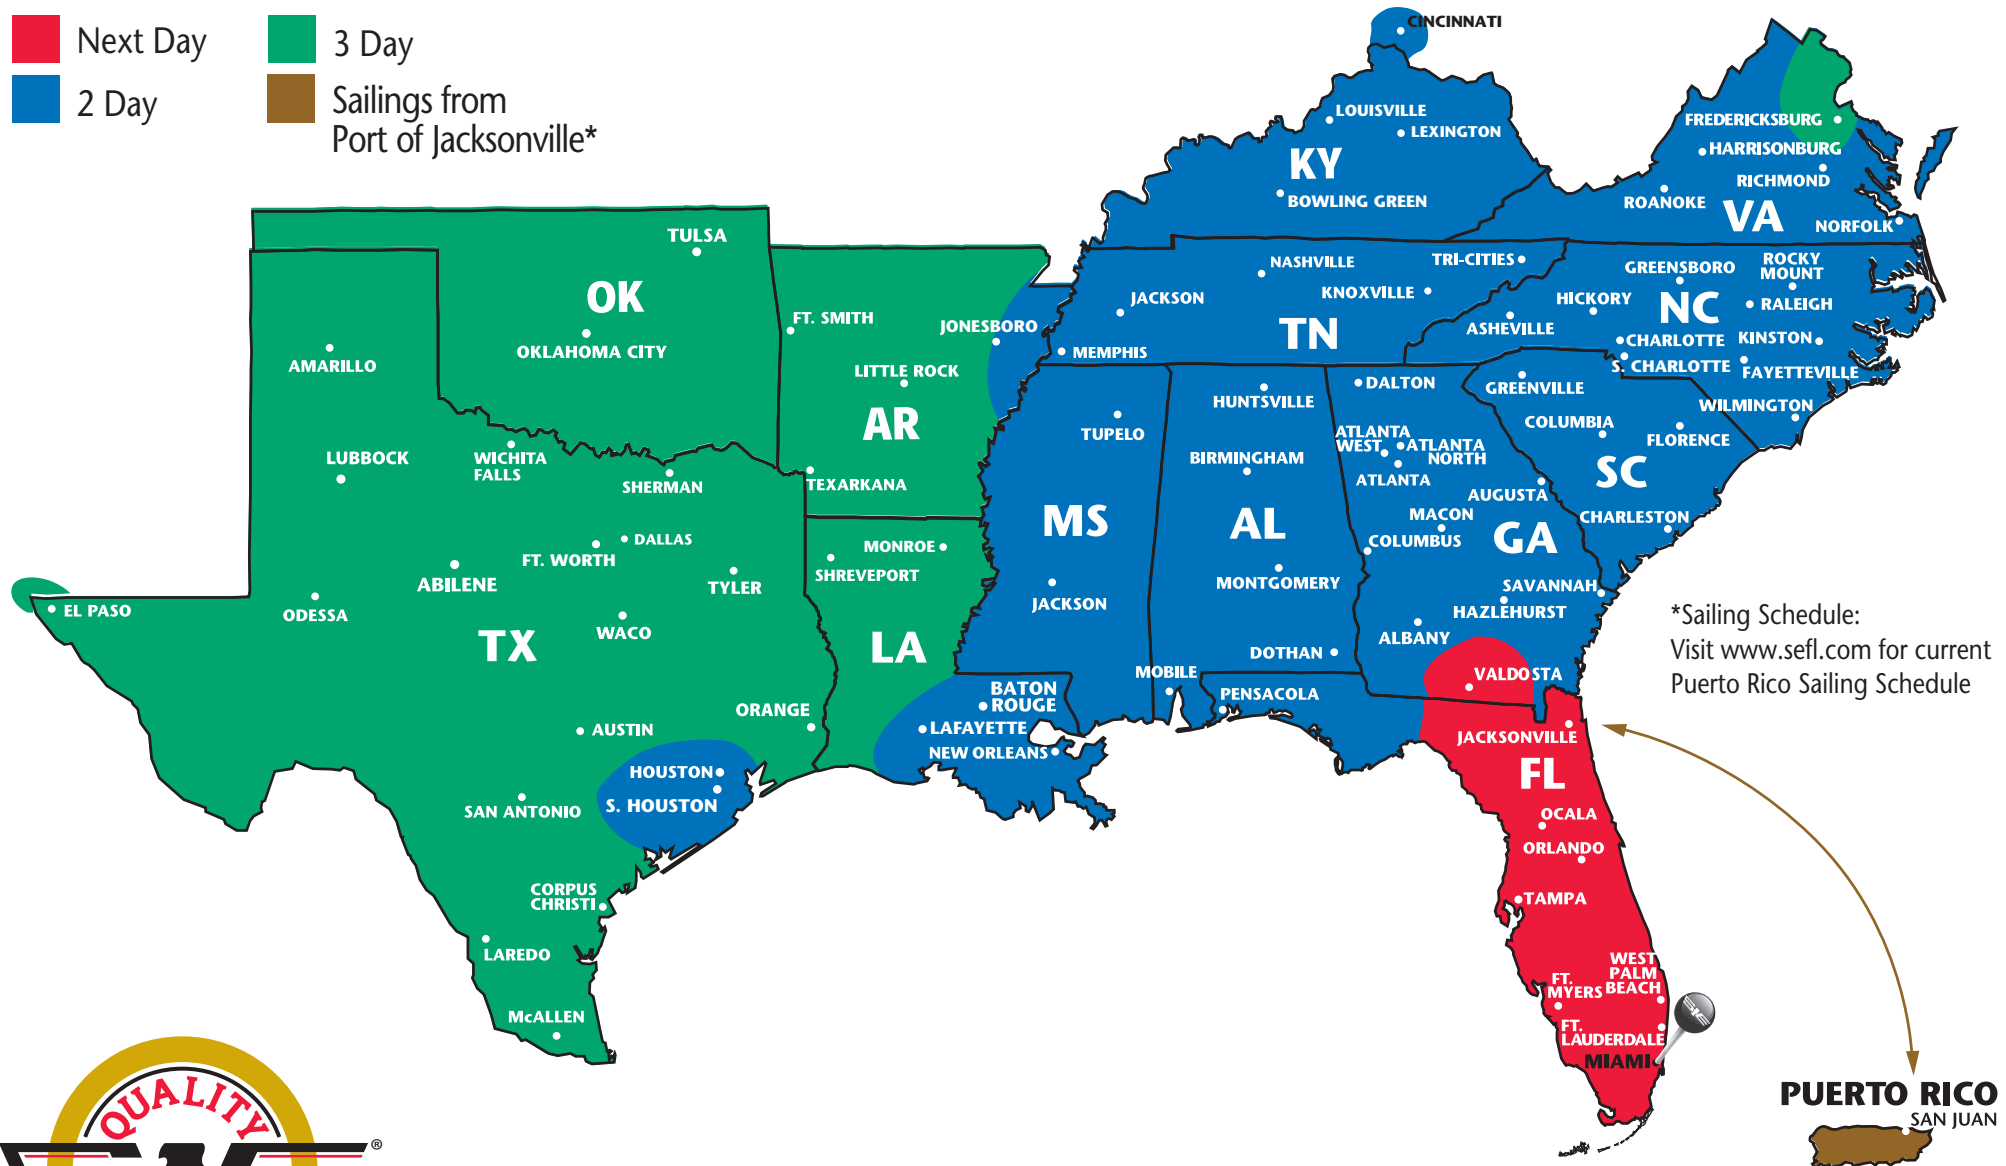 Next Day
3 Day
2 Day
Sailings from
Port of Jacksonville*
CINCINNATI
LOUISVILLE
LEXINGTON
KY
BOWLING GREEN
FREDERICKSBURG
HARRISONBURG
RICHMOND
ROANOKE
VA
NORFOLK
TULSA
OK
OKLAHOMA CITY
FT. SMITH
JONESBORO
LITTLE ROCK
AR
TEXARKANA
NASHVILLE
TRI-CITIES
JACKSON
KNOXVILLE
TN
MEMPHIS
GREENSBORO
ROCKY
MOUNT
HICKORY
NC
RALEIGH
ASHEVILLE
CHARLOTTE
KINSTON
S. CHARLOTTE
FAYETTEVILLE
WILMINGTON
GREENVILLE
COLUMBIA
FLORENCE
SC
CHARLESTON
AMARILLO
LUBBOCK
WICHITA
FALLS
SHERMAN
DALLAS
FT. WORTH
ABILENE
TYLER
EL PASO
ODESSA
WACO
TX
AUSTIN
ORANGE
HOUSTON
S. HOUSTON
SAN ANTONIO
CORPUS
CHRISTI
LAREDO
McALLEN
MONROE
SHREVEPORT
LA
BATON
ROUGE
LAFAYETTE
NEW ORLEANS
TUPELO
MS
JACKSON
HUNTSVILLE
BIRMINGHAM
AL
MONTGOMERY
DOTHAN
MOBILE
PENSACOLA
DALTON
ATLANTA
WEST
ATLANTA
NORTH
ATLANTA
AUGUSTA
MACON
COLUMBUS
GA
SAVANNAH
HAZLEHURST
ALBANY
VALDOSTA
JACKSONVILLE
FL
OCALA
ORLANDO
TAMPA
WEST
PALM
BEACH
FT.
MYERS
FT.
LAUDERDALE
MIAMI
*Sailing Schedule:
Visit www.sefl.com for current
Puerto Rico Sailing Schedule
PUERTO RICO
SAN JUAN
QUALITY
®